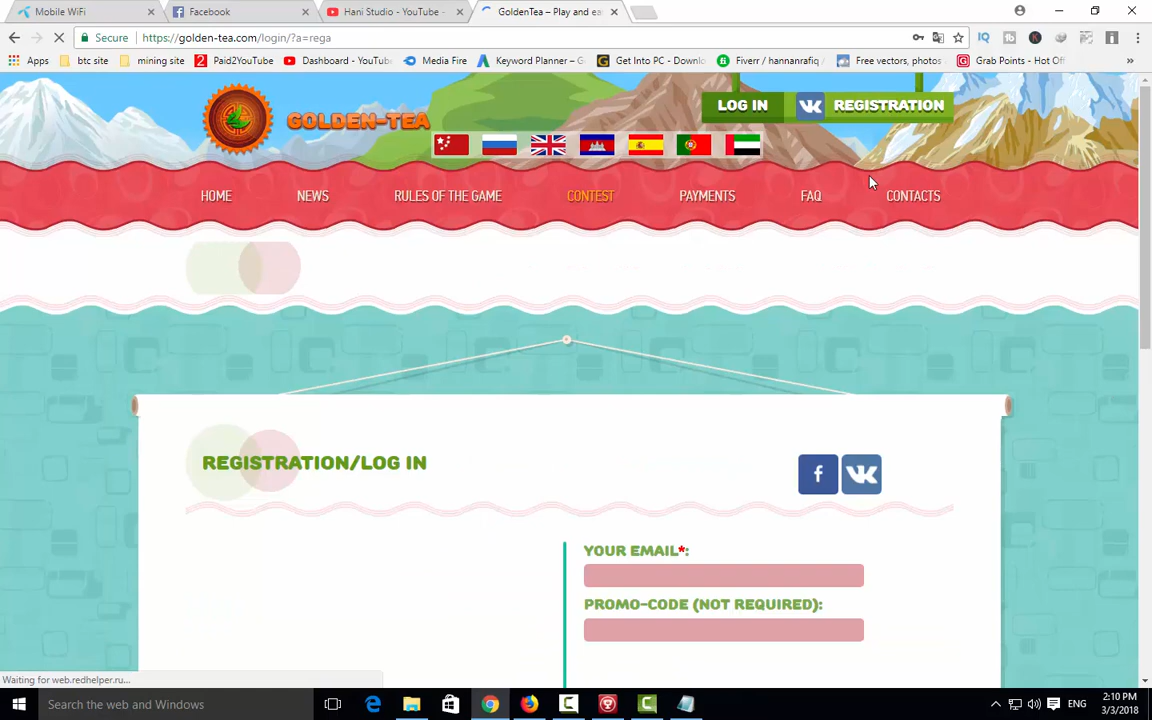 Mobile WiFi
Facebook
Hani Studio - YouTube -
GoldenTea – Play and ea
Secure
https://golden-tea.com/login/?a=rega
Apps
btc site
mining site
Paid2YouTube
Dashboard - YouTube
Media Fire
Keyword Planner – G
Get Into PC - Downlo
Fiverr / hannanrafiq /
Free vectors, photos
Grab Points - Hot Off
LOG IN
REGISTRATION
GOLDEN-TEA
HOME
NEWS
RULES OF THE GAME
CONTEST
PAYMENTS
FAQ
CONTACTS
REGISTRATION/LOG IN
YOUR EMAIL*:
PROMO-CODE (NOT REQUIRED):
Waiting for web.redhelper.ru...
Search the web and Windows
ENG
2:10 PM
3/3/2018